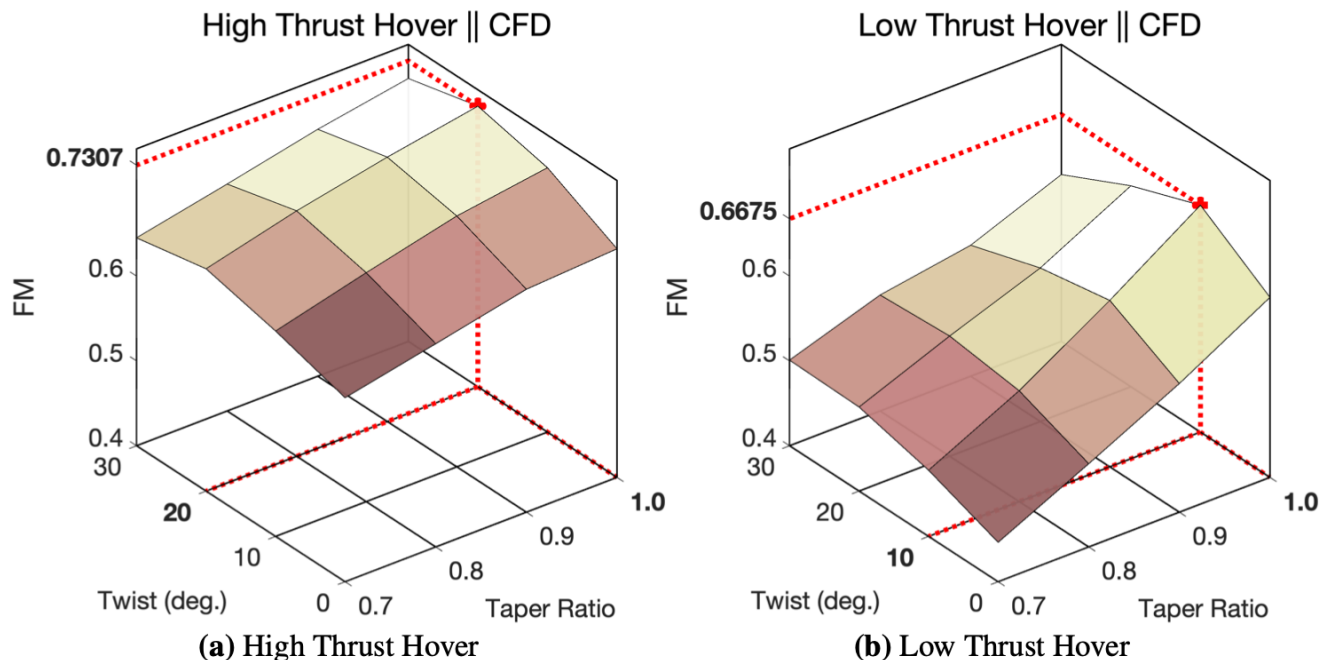 High Thrust Hover || CFD
0.7307
0.6
0.5
0.4
FM
30
20
10
0
Twist (deg.)
0.7
0.8
0.9
1.0
Taper Ratio
(a) High Thrust Hover
Low Thrust Hover || CFD
0.6675
0.6
0.5
0.4
FM
30
20
10
0
Twist (deg.)
0.7
0.8
0.9
1.0
Taper Ratio
(b) Low Thrust Hover